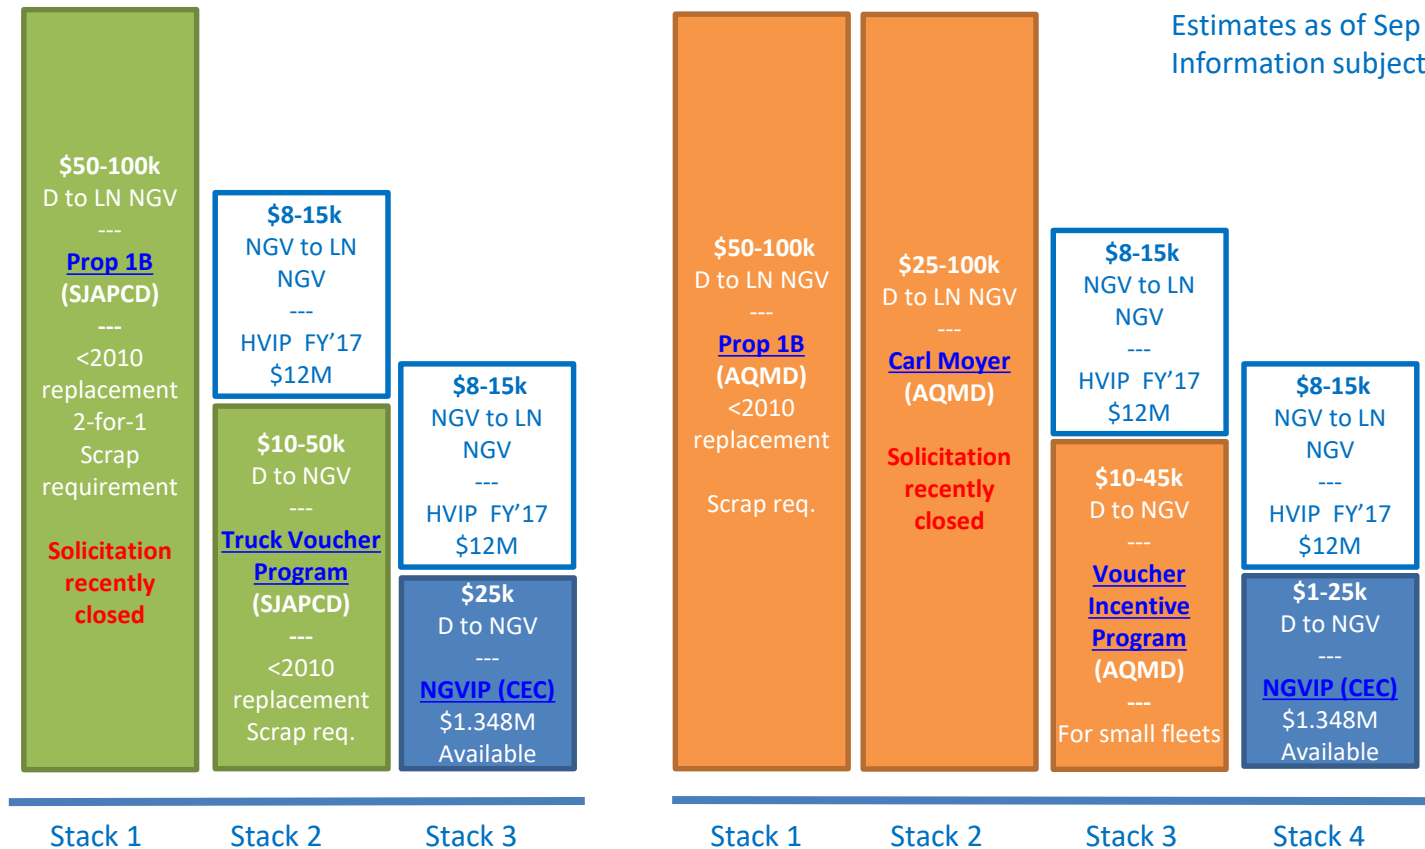 Estimates as of Sep
Information subject
$50-100k
D to LN NGV
---
Prop 1B
(SJAPCD)
---
<2010
replacement
2-for-1
Scrap
requirement
Solicitation
recently
closed
$8-15k
NGV to LN
NGV
---
HVIP FY’17
$12M
$10-50k
D to NGV
---
Truck Voucher
Program
(SJAPCD)
---
<2010
replacement
Scrap req.
$8-15k
NGV to LN
NGV
---
HVIP FY’17
$12M
$25k
D to NGV
---
NGVIP (CEC)
$1.348M
Available
Stack 1
Stack 2
Stack 3
$50-100k
D to LN NGV
---
Prop 1B
(AQMD)
<2010
replacement
Scrap req.
$25-100k
D to LN NGV
---
Carl Moyer
(AQMD)
Solicitation
recently
closed
$8-15k
NGV to LN
NGV
---
HVIP FY’17
$12M
$10-45k
D to NGV
---
Voucher
Incentive
Program
(AQMD)
---
For small fleets
$8-15k
NGV to LN
NGV
---
HVIP FY’17
$12M
$1-25k
D to NGV
---
NGVIP (CEC)
$1.348M
Available
Stack 1
Stack 2
Stack 3
Stack 4